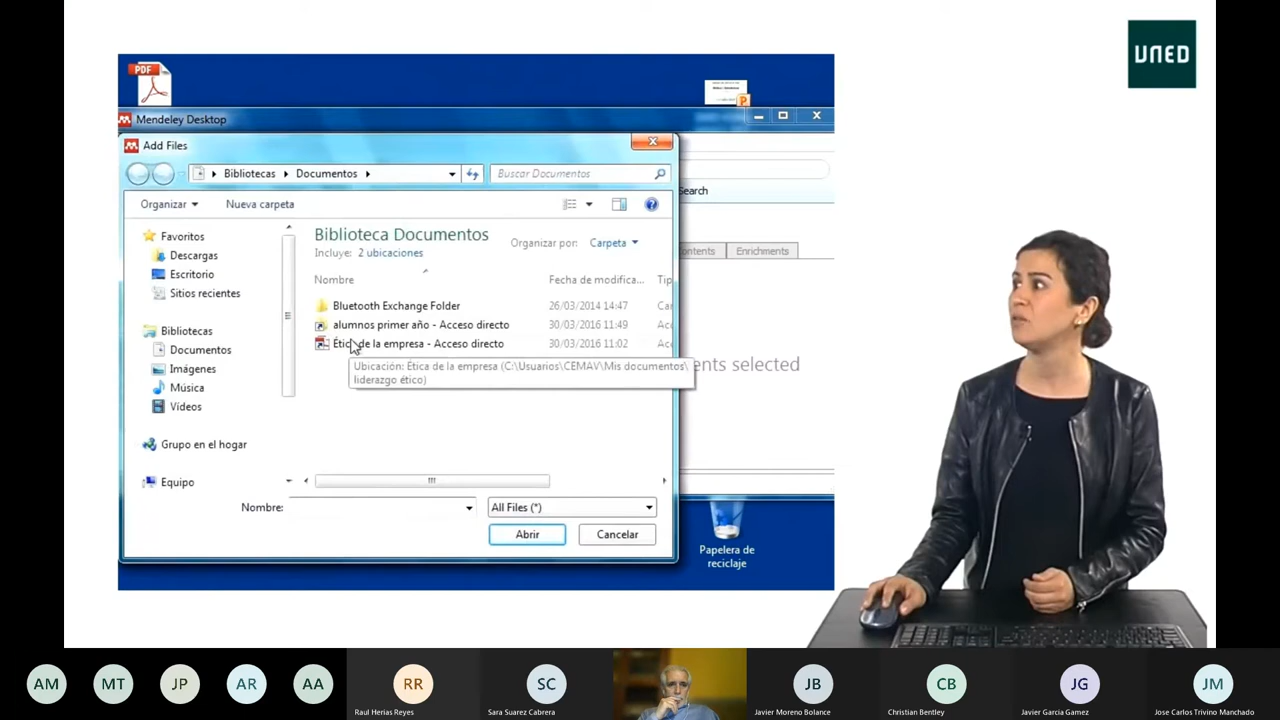 UNED
PDF
Mendeley Desktop
Add Files
Bibliotecas
Documentos
Buscar Documentos
Search
Organizar
Nueva carpeta
Favoritos
Descargas
Escritorio
Sitios recientes
Bibliotecas
Documentos
Imágenes
Música
Vídeos
Grupo en el hogar
Equipo
Biblioteca Documentos
Incluye: 2 ubicaciones
Organizar por: Carpeta
Nombre
Fecha de modifica...
Tip
Bluetooth Exchange Folder 26/03/2014 14:47 Car
alumnos primer año - Acceso directo 30/03/2016 11:49 Acc
Ética de la empresa - Acceso directo 30/03/2016 11:02 Acc
Ubicación: Ética de la empresa (C:\Usuarios\CEMAV\Mis documentos\
liderazgo ético)
ontents
Enrichments
ents selected
Nombre:
All Files (*)
Abrir
Cancelar
Papelera de
reciclaje
AM
MT
JP
AR
AA
RR
Raul Herias Reyes
SC
Sara Suarez Cabrera
JB
Javier Moreno Bolance
CB
Christian Bentley
JG
Javier Garcia Gamez
JM
Jose Carlos Trivino Manchado